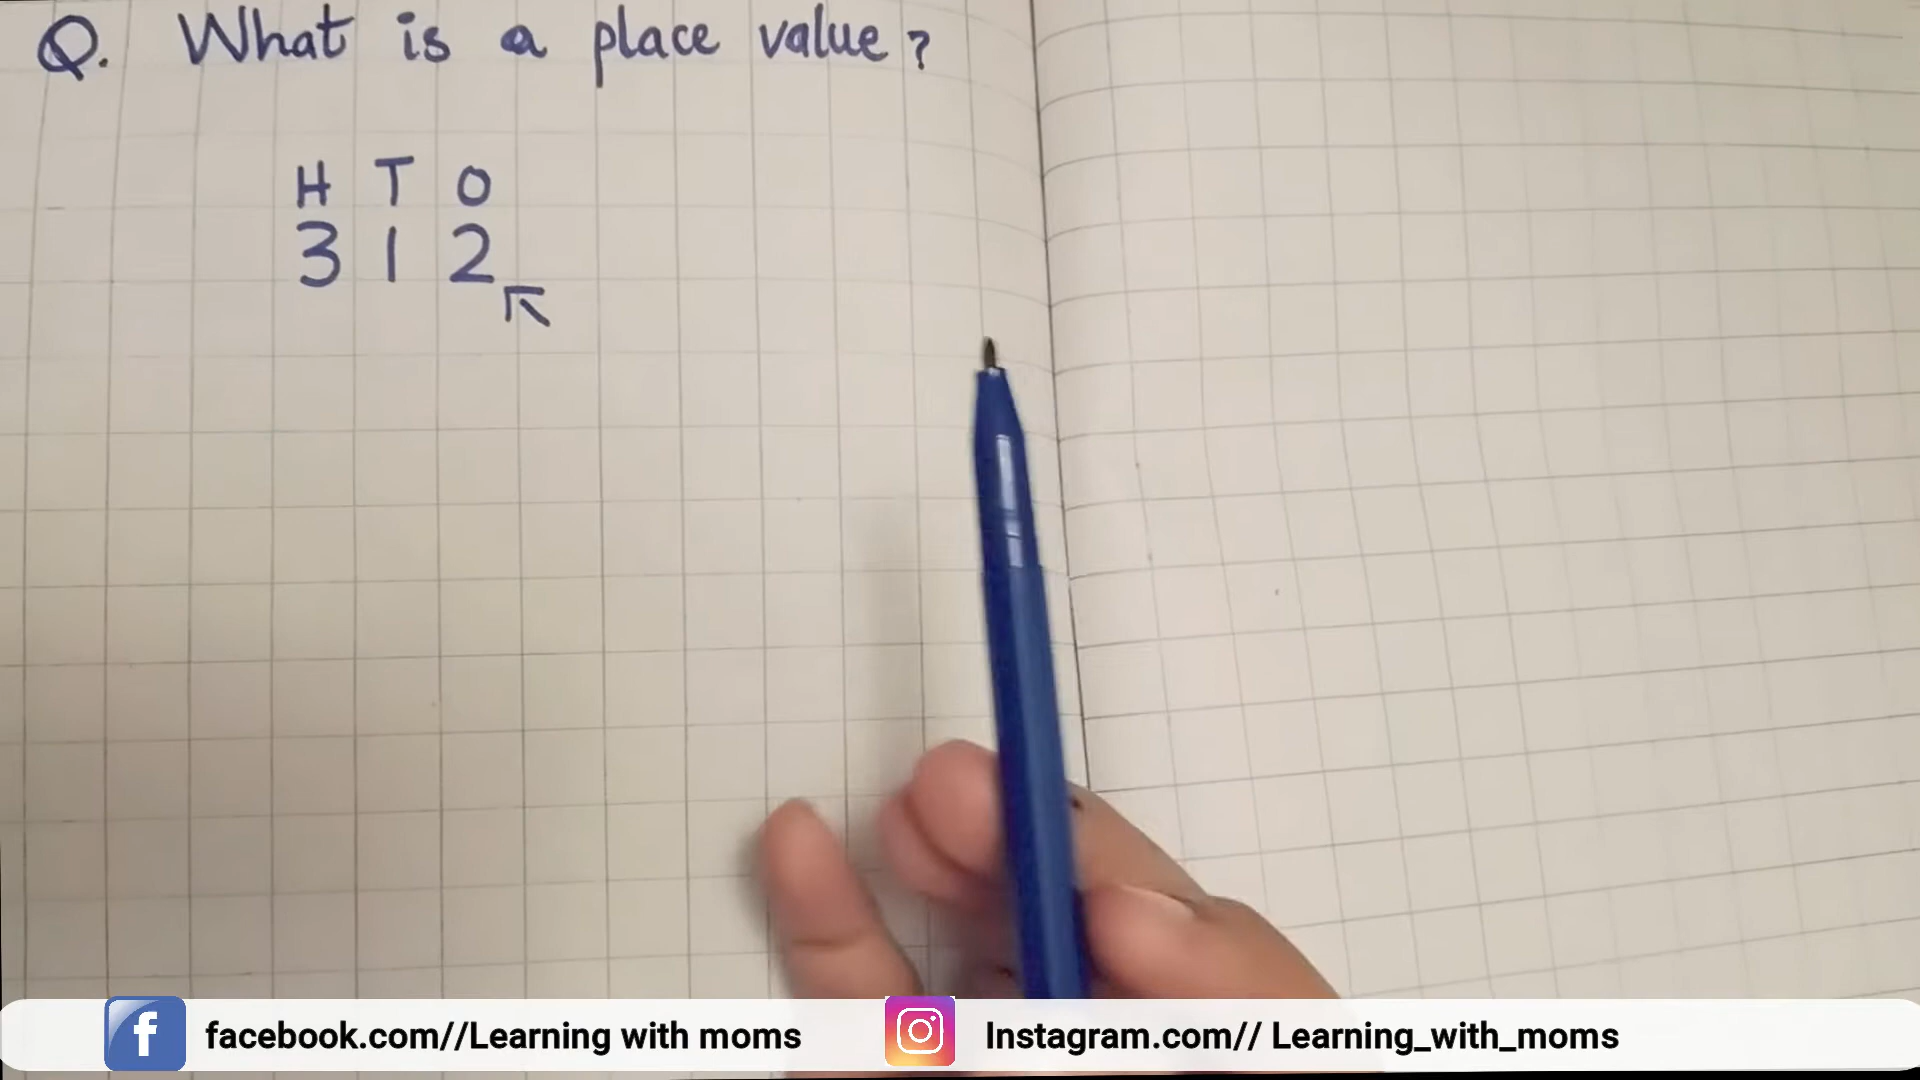 Q. What is a place value?
H T O
3 1 2
facebook.com//Learning with moms
Instagram.com// Learning_with_moms